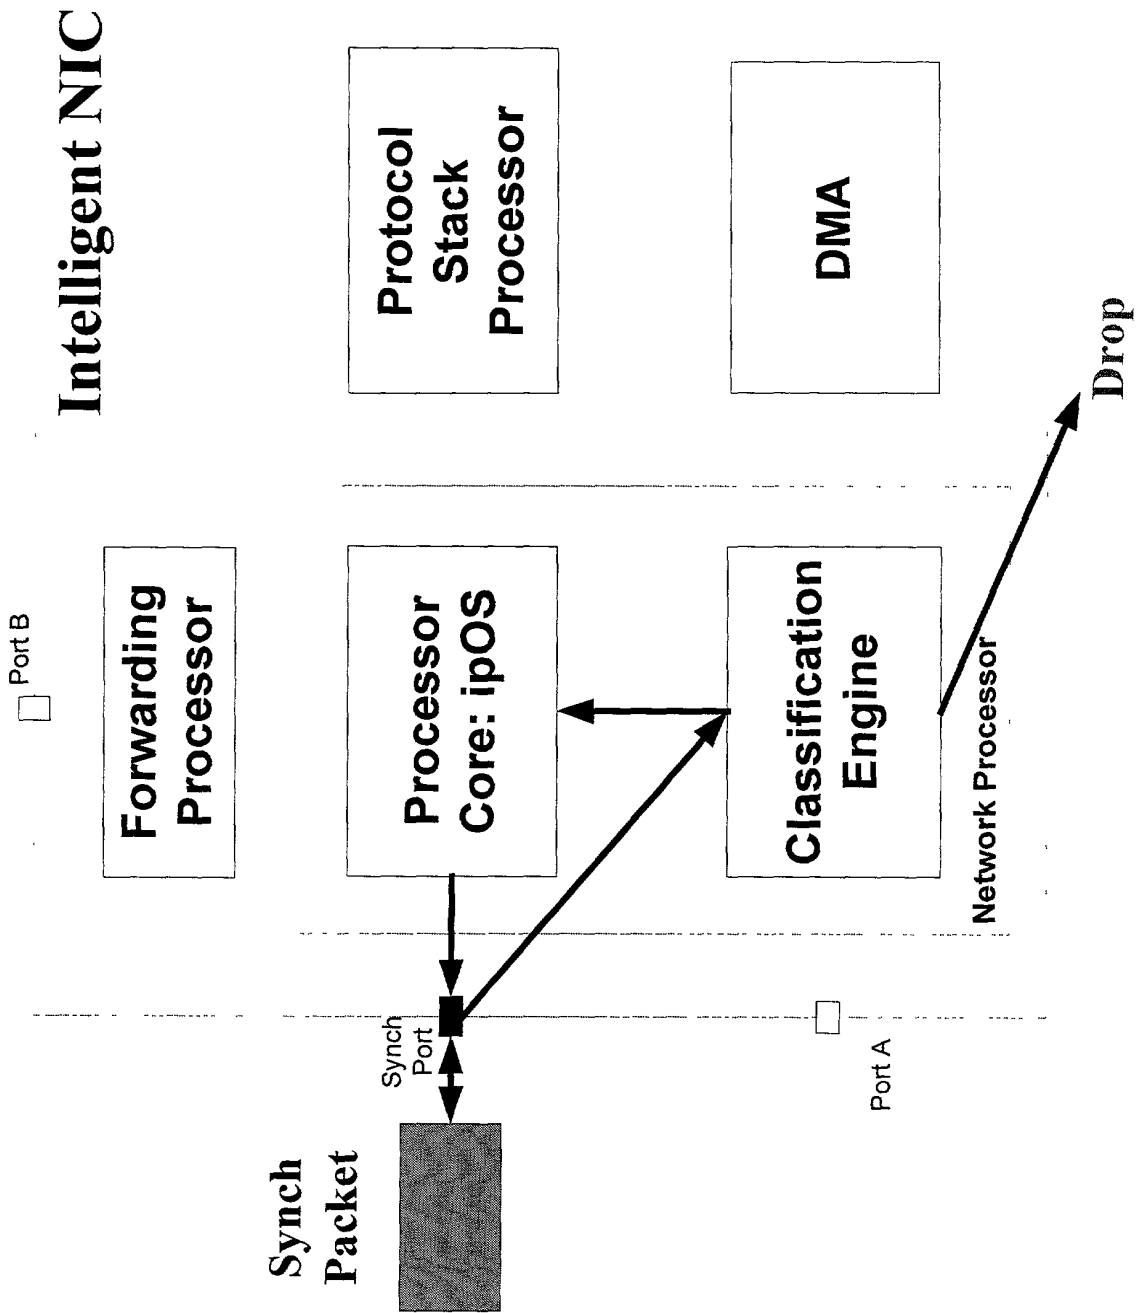 Intelligent NIC
Port B
Forwarding
Processor
Synch
Packet
Synch
Port
Processor
Core: ipOS
Protocol
Stack
Processor
Port A
Classification
Engine
DMA
Network Processor
Drop